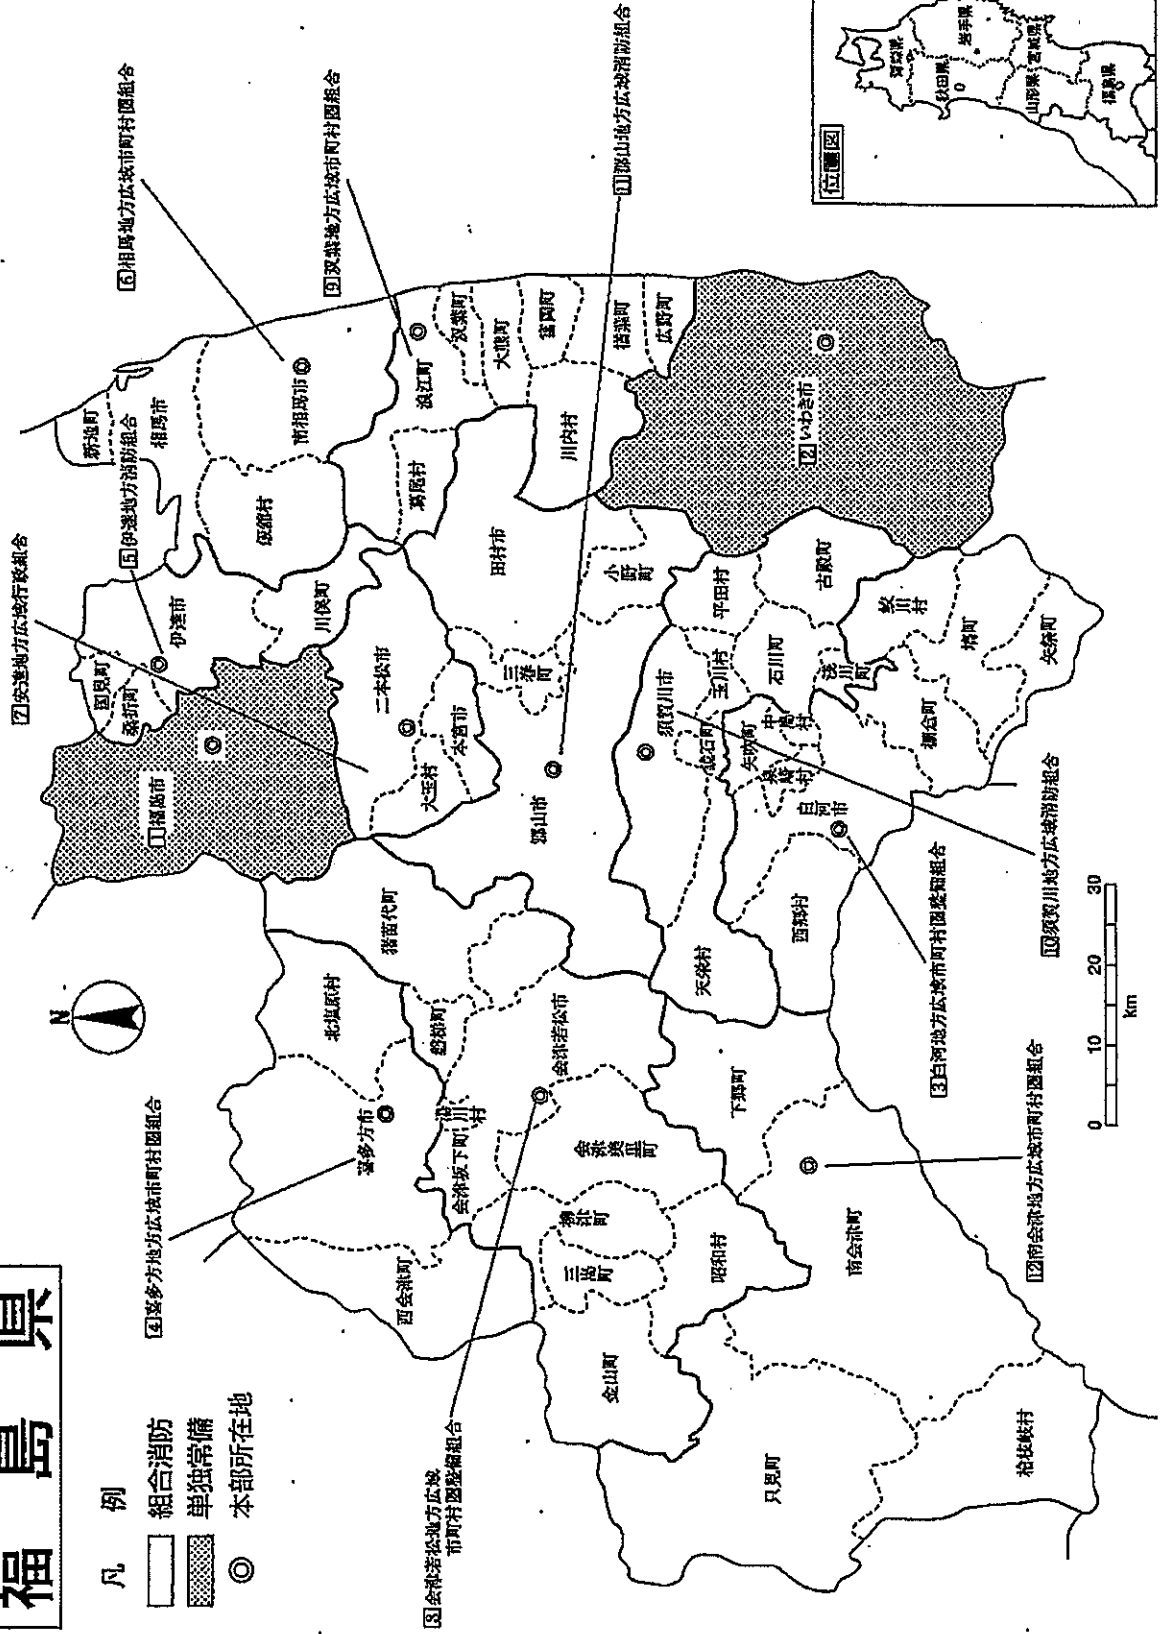 福島県
凡例
組合消防
単独常備
本部所在地
N
④喜多方地方広域市町村圏組合
⑦安達地方広域行政組合
⑤伊達地方消防組合
⑥相馬地方広域市町村圏組合
⑨双葉地方広域市町村圏組合
⑪郡山地方広域消防組合
⑧会津若松地方広域
市町村圏整備組合
⑫南会津地方広域市町村圏組合
③白河地方広域市町村圏整備組合
⑩須賀川地方広域消防組合
①福島市
②いわき市
国見町
桑折町
伊達市
新地町
相馬市
南相馬市
飯舘村
川俣町
二本松市
大玉村
本宮市
浪江町
双葉町
大熊町
富岡町
楢葉町
広野町
川内村
葛尾村
田村市
小野町
三春町
郡山市
猪苗代町
北塩原村
磐梯町
喜多方市
西会津町
湯川村
会津坂下町
会津若松市
会津美里町
柳津町
三島町
金山町
昭和村
只見町
檜枝岐村
南会津町
下郷町
天栄村
須賀川市
鏡石町
玉川村
平田村
石川町
古殿町
浅川町
矢吹町
中島村
泉崎村
白河市
西郷村
棚倉町
鮫川村
塙町
矢祭町
0
10
20
30
km
位置図
青森県
秋田県
岩手県
山形県
宮城県
福島県